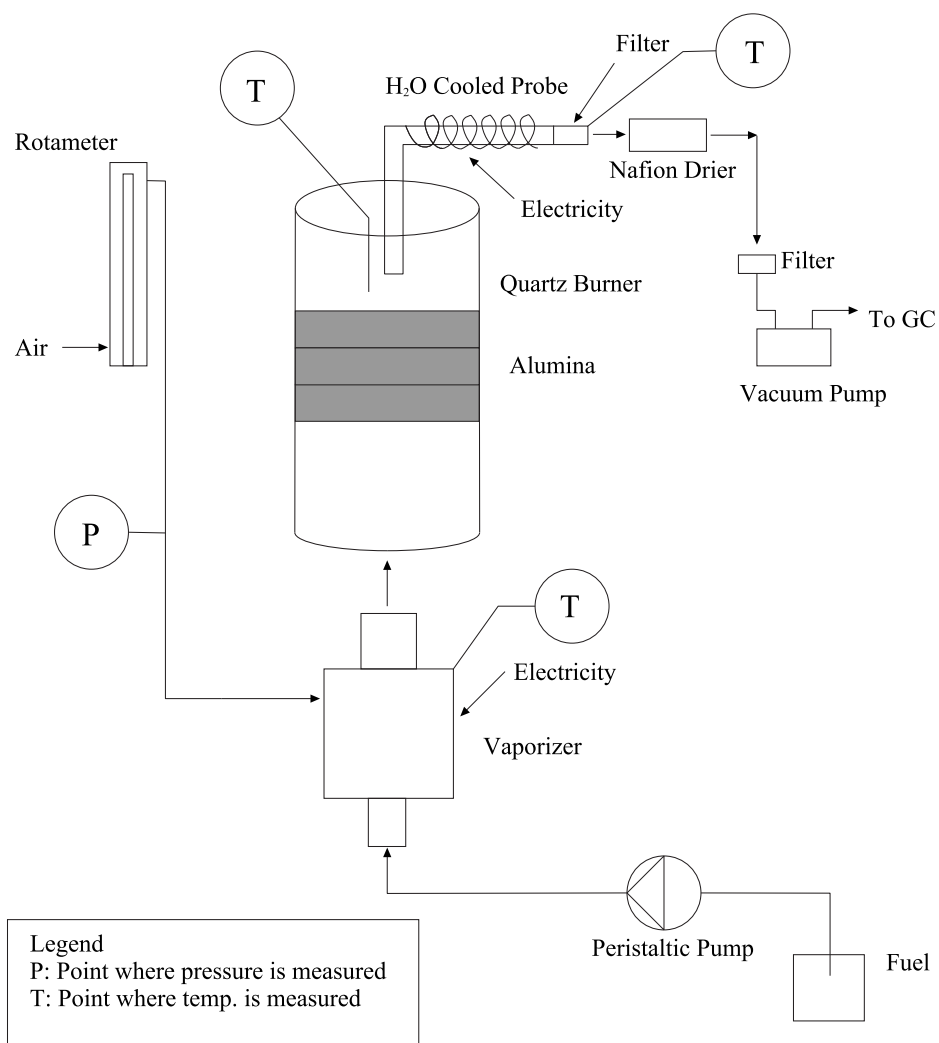 Filter
T
T
H₂O Cooled Probe
Rotameter
Nafion Drier
Electricity
Filter
Quartz Burner
To GC
Air
Alumina
Vacuum Pump
P
T
Electricity
Vaporizer
Peristaltic Pump
Fuel
Legend
P: Point where pressure is measured
T: Point where temp. is measured